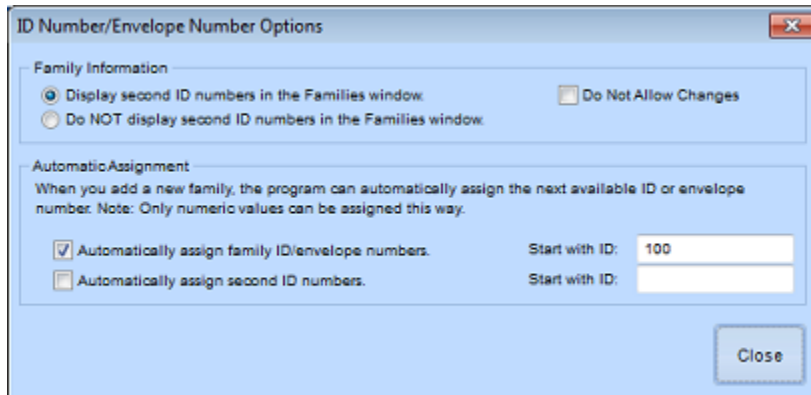 ID Number/Envelope Number Options
Family Information
Display second ID numbers in the Families window.
Do Not Allow Changes
Do NOT display second ID numbers in the Families window.
Automatic Assignment
When you add a new family, the program can automatically assign the next available ID or envelope
number. Note: Only numeric values can be assigned this way.
Automatically assign family ID/envelope numbers.
Start with ID:
100
Automatically assign second ID numbers.
Start with ID:
Close